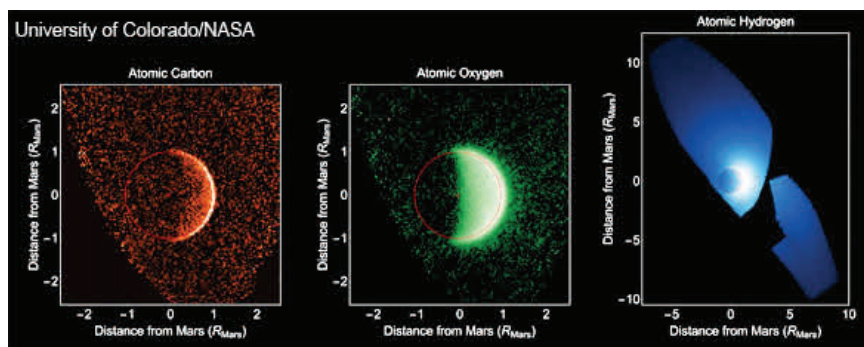 University of Colorado/NASA
Atomic Carbon
Distance from Mars (RMars)
2
1
0
−1
−2
−2 −1 0 1 2
Distance from Mars (RMars)
Atomic Oxygen
Distance from Mars (RMars)
2
1
0
−1
−2
−2 −1 0 1 2
Distance from Mars (RMars)
Atomic Hydrogen
Distance from Mars (RMars)
10
5
0
−5
−10
−5 0 5 10
Distance from Mars (RMars)